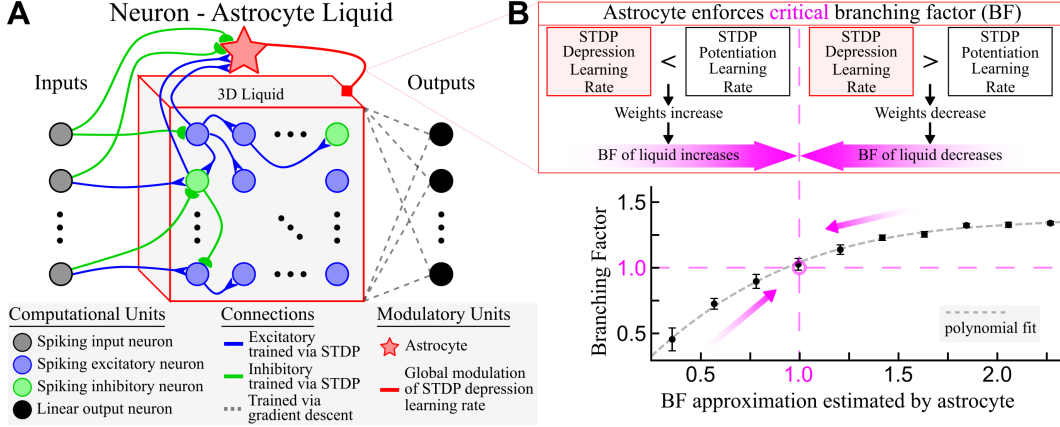 A
Neuron - Astrocyte Liquid
Inputs
3D Liquid
Outputs
Computational Units
Spiking input neuron
Spiking excitatory neuron
Spiking inhibitory neuron
Linear output neuron
Connections
Excitatory
trained via STDP
Inhibitory
trained via STDP
Trained via
gradient descent
Modulatory Units
Astrocyte
Global modulation
of STDP depression
learning rate
B
Astrocyte enforces critical branching factor (BF)
STDP
Depression
Learning
Rate
<
STDP
Potentiation
Learning
Rate
STDP
Depression
Learning
Rate
>
STDP
Potentiation
Learning
Rate
Weights increase
Weights decrease
BF of liquid increases
BF of liquid decreases
Branching Factor
1.5
1.0
0.5
polynomial fit
0.5
1.0
1.5
2.0
BF approximation estimated by astrocyte